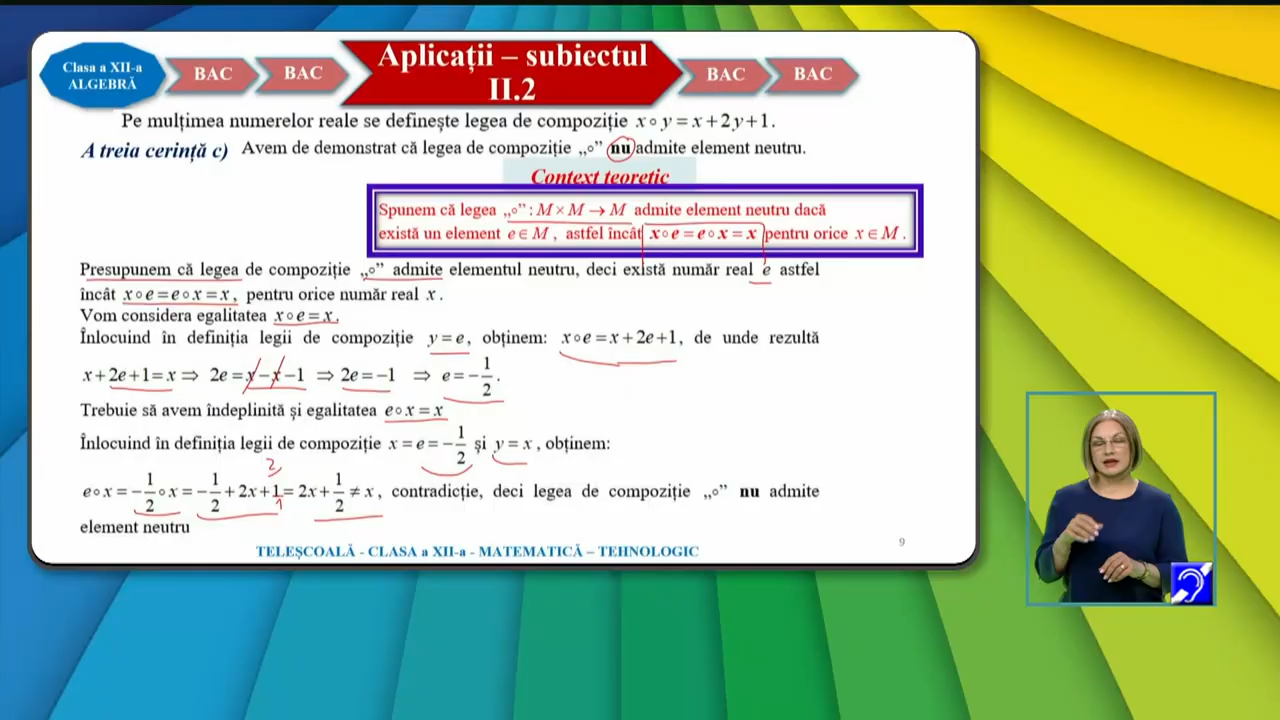 Clasa a XII-a
ALGEBRĂ
BAC
BAC
Aplicații – subiectul
II.2
BAC
BAC
Pe mulțimea numerelor reale se definește legea de compoziție x∘y = x+2y+1.
A treia cerință c) Avem de demonstrat că legea de compoziție „∘” nu admite element neutru.
Context teoretic
Spunem că legea „∘”: M×M → M admite element neutru dacă
există un element e∈M, astfel încât x∘e = e∘x = x pentru orice x∈M.
Presupunem că legea de compoziție „∘” admite elementul neutru, deci există număr real e astfel
încât x∘e = e∘x = x, pentru orice număr real x.
Vom considera egalitatea x∘e = x.
Înlocuind în definiția legii de compoziție y = e, obținem: x∘e = x+2e+1, de unde rezultă
x+2e+1 = x ⇒ 2e = x−x−1 ⇒ 2e = −1 ⇒ e = −1/2.
Trebuie să avem îndeplinită și egalitatea e∘x = x
Înlocuind în definiția legii de compoziție x = e = −1/2 și y = x, obținem:
2
e∘x = −1/2∘x = −1/2+2x+1 = 2x+1/2 ≠ x, contradicție, deci legea de compoziție „∘” nu admite
1
element neutru
9
TELEȘCOALĂ - CLASA a XII-a - MATEMATICĂ – TEHNOLOGIC